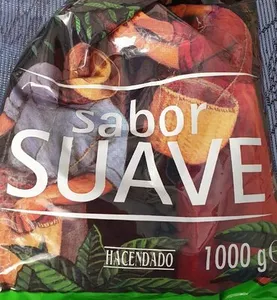 sabor
SUAVE
HACENDADO
1000 g e